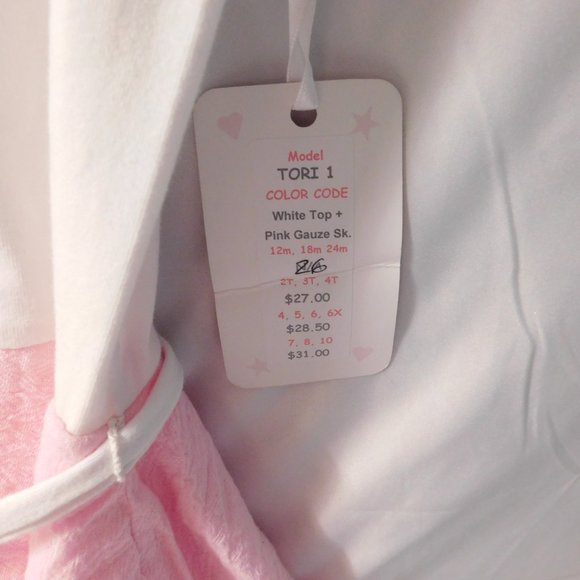 Model
TORI 1
COLOR CODE
White Top +
Pink Gauze Sk.
12m, 18m 24m
26
2T, 3T, 4T
$27.00
4, 5, 6, 6X
$28.50
7, 8, 10
$31.00